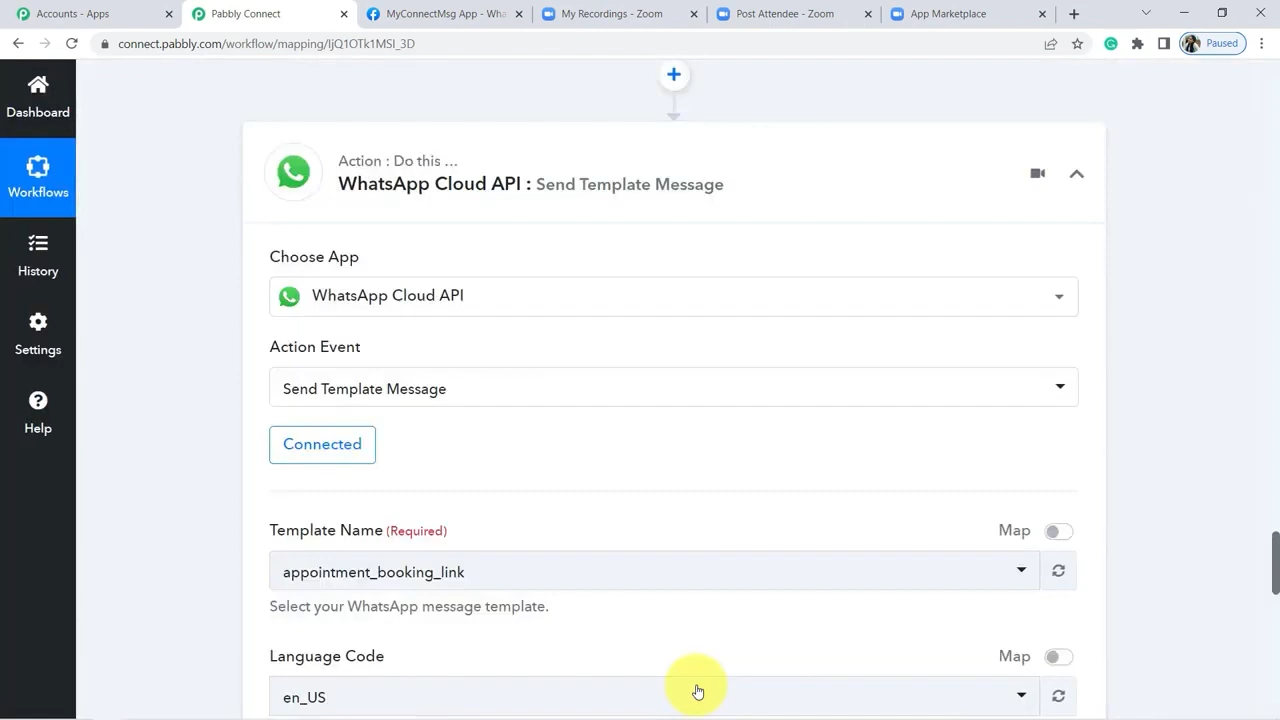 Accounts - Apps
Pabbly Connect
MyConnectMsg App - Wha
My Recordings - Zoom
Post Attendee - Zoom
App Marketplace
connect.pabbly.com/workflow/mapping/IjQ1OTk1MSI_3D
Paused
Dashboard
Workflows
History
Settings
Help
Action : Do this ...
WhatsApp Cloud API : Send Template Message
Choose App
WhatsApp Cloud API
Action Event
Send Template Message
Connected
Template Name (Required)
Map
appointment_booking_link
Select your WhatsApp message template.
Language Code
Map
en_US